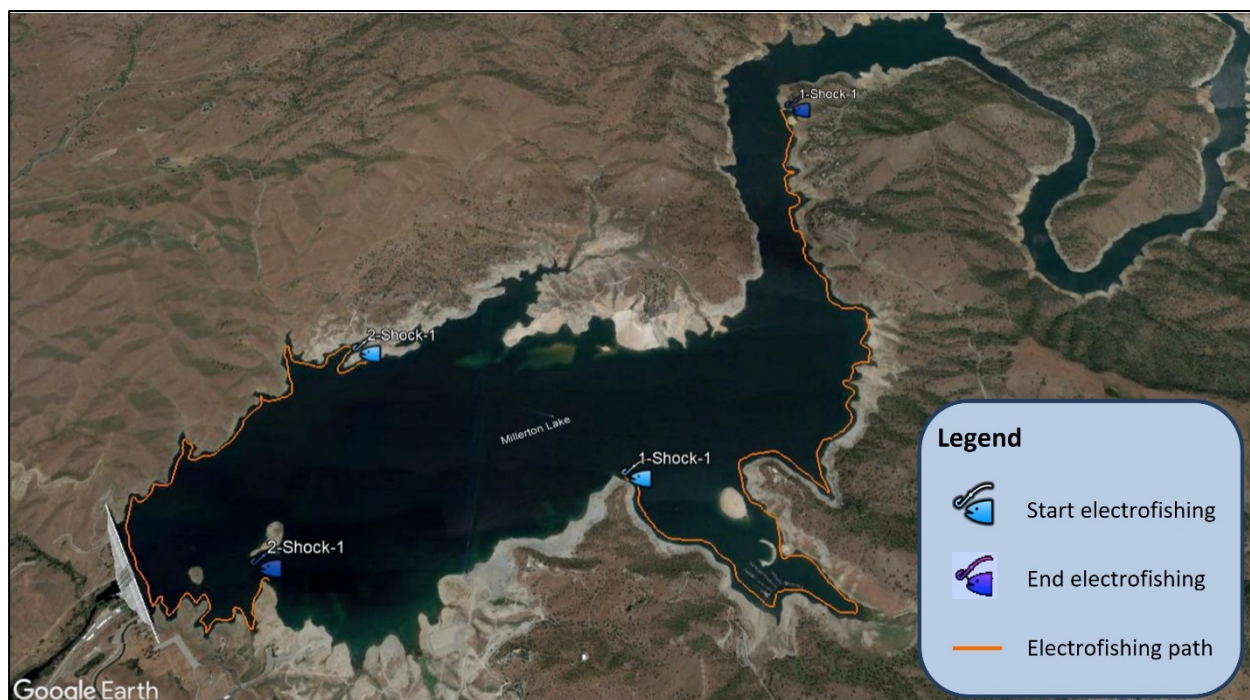 1-Shock-1
2-Shock-1
Millerton Lake
1-Shock-1
2-Shock-1
Legend
Start electrofishing
End electrofishing
Electrofishing path
Google Earth